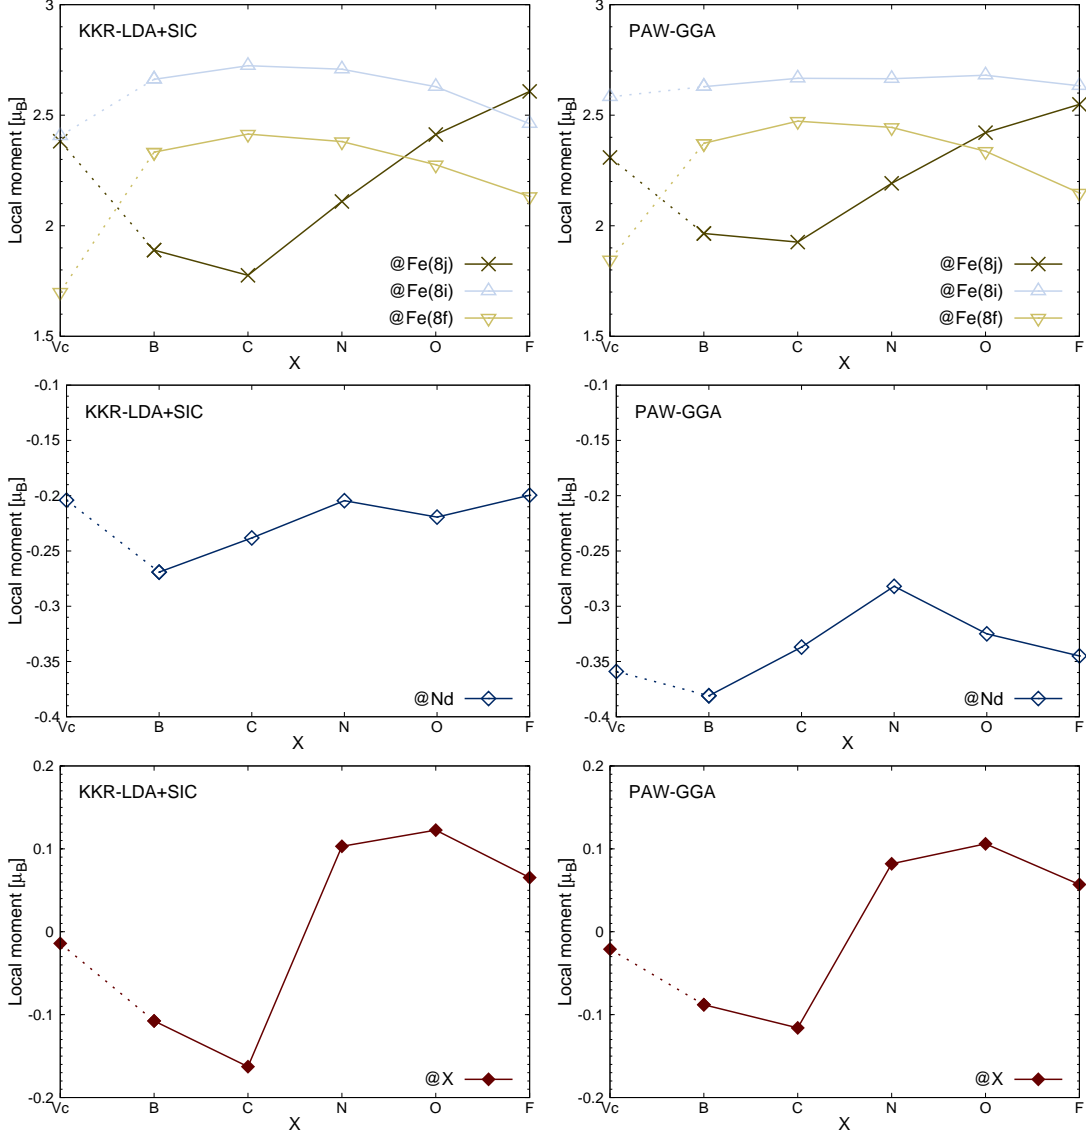 KKR-LDA+SIC
Local moment [μB]
3
2.5
2
1.5
@Fe(8j)
@Fe(8i)
@Fe(8f)
Vc B C N O F
X
PAW-GGA
Local moment [μB]
3
2.5
2
1.5
@Fe(8j)
@Fe(8i)
@Fe(8f)
Vc B C N O F
X
KKR-LDA+SIC
Local moment [μB]
-0.1
-0.15
-0.2
-0.25
-0.3
-0.35
-0.4
@Nd
Vc B C N O F
X
PAW-GGA
Local moment [μB]
-0.1
-0.15
-0.2
-0.25
-0.3
-0.35
-0.4
@Nd
Vc B C N O F
X
KKR-LDA+SIC
Local moment [μB]
0.2
0.1
0
-0.1
-0.2
@X
Vc B C N O F
X
PAW-GGA
Local moment [μB]
0.2
0.1
0
-0.1
-0.2
@X
Vc B C N O F
X